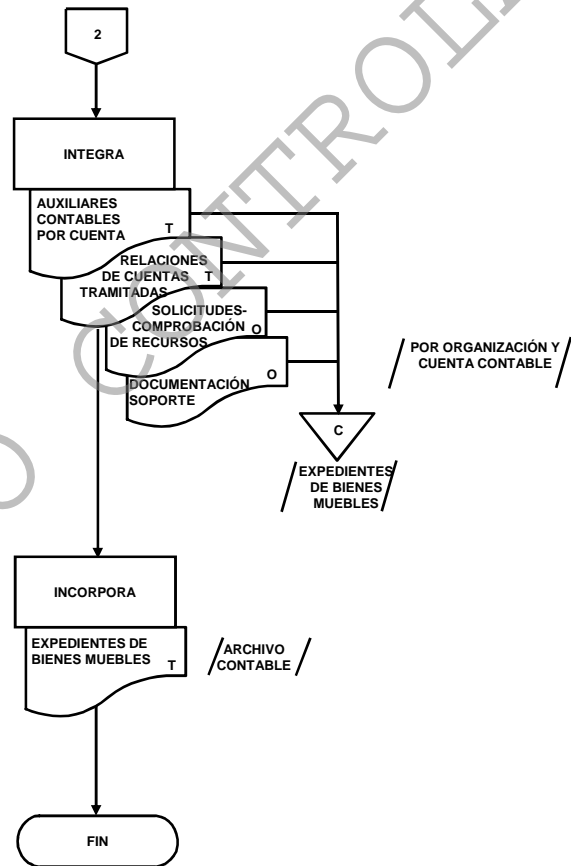 2
INTEGRA
AUXILIARES
CONTABLES
POR CUENTA
T
RELACIONES
DE CUENTAS
TRAMITADAS
T
SOLICITUDES-
COMPROBACIÓN
DE RECURSOS
O
DOCUMENTACIÓN
SOPORTE
O
/ POR ORGANIZACIÓN Y
CUENTA CONTABLE /
C
/ EXPEDIENTES
DE BIENES
MUEBLES /
INCORPORA
EXPEDIENTES DE
BIENES MUEBLES
T
/ ARCHIVO
CONTABLE /
FIN
O CONTROL